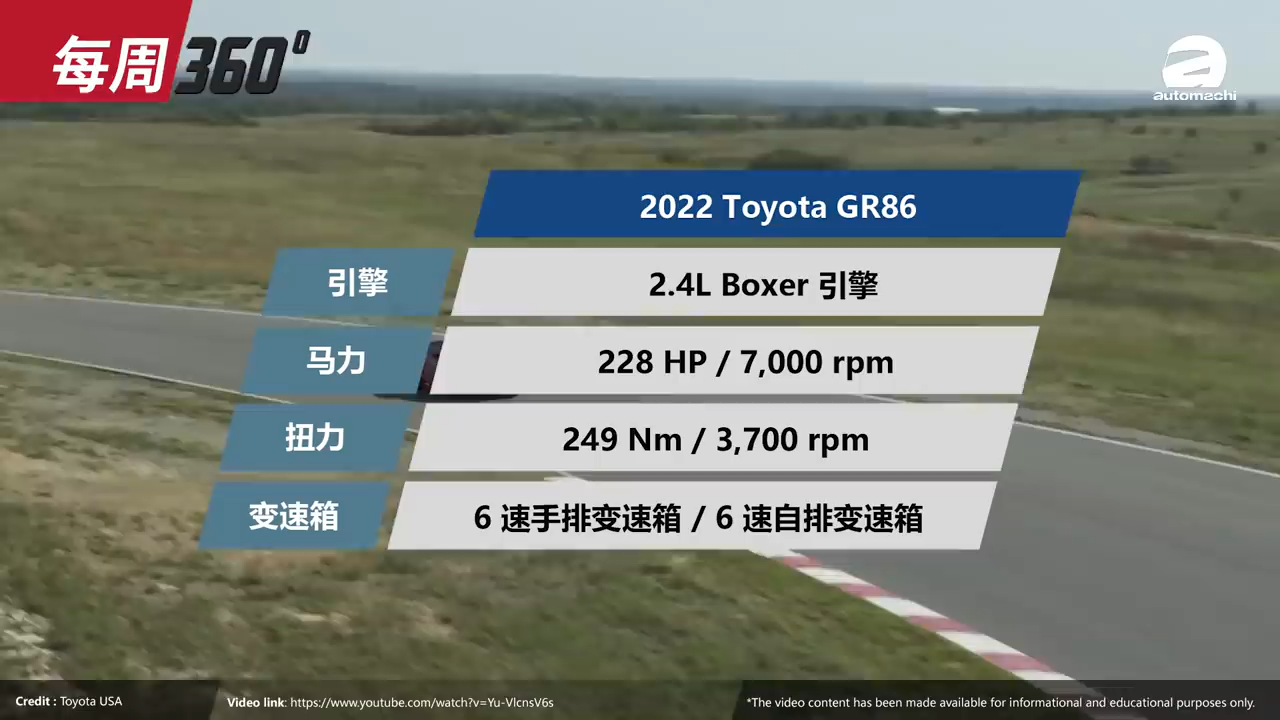 每周360°
automachi
2022 Toyota GR86
引擎 2.4L Boxer 引擎
马力 228 HP / 7,000 rpm
扭力 249 Nm / 3,700 rpm
变速箱 6 速手排变速箱 / 6 速自排变速箱
Credit : Toyota USA
Video link: https://www.youtube.com/watch?v=Yu-VlcnsV6s
*The video content has been made available for informational and educational purposes only.